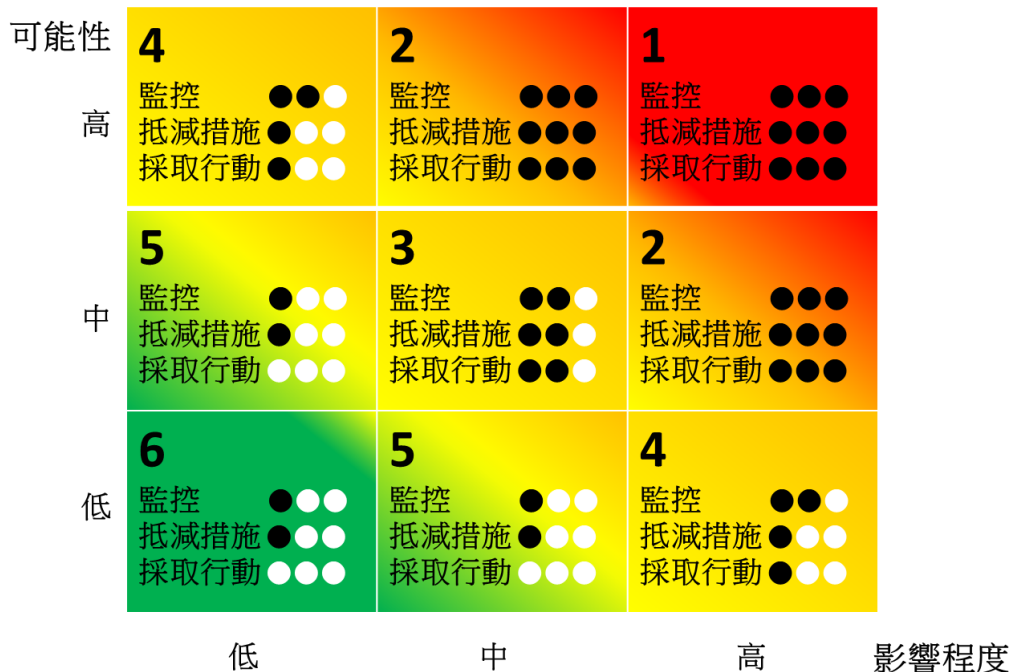 可能性
高
4
監控 ●●○
抵減措施 ●○○
採取行動 ●○○
2
監控 ●●●
抵減措施 ●●●
採取行動 ●●●
1
監控 ●●●
抵減措施 ●●●
採取行動 ●●●
中
5
監控 ●○○
抵減措施 ●○○
採取行動 ○○○
3
監控 ●●○
抵減措施 ●●○
採取行動 ●●○
2
監控 ●●●
抵減措施 ●●●
採取行動 ●●●
低
6
監控 ●○○
抵減措施 ●○○
採取行動 ○○○
5
監控 ●○○
抵減措施 ●○○
採取行動 ○○○
4
監控 ●●○
抵減措施 ●○○
採取行動 ●○○
低
中
高
影響程度